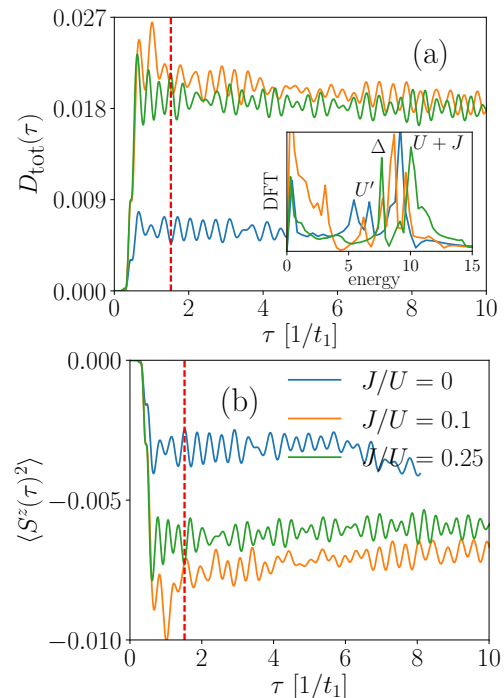 0.027
0.018
0.009
0.000
D_tot(τ)
(a)
Δ
U + J
U′
DFT
0 5 10 15
energy
0 2 4 6 8 10
τ [1/t₁]
0.000
−0.005
−0.010
⟨Sᶻ(τ)²⟩
(b)
J/U = 0
J/U = 0.1
J/U = 0.25
0 2 4 6 8 10
τ [1/t₁]